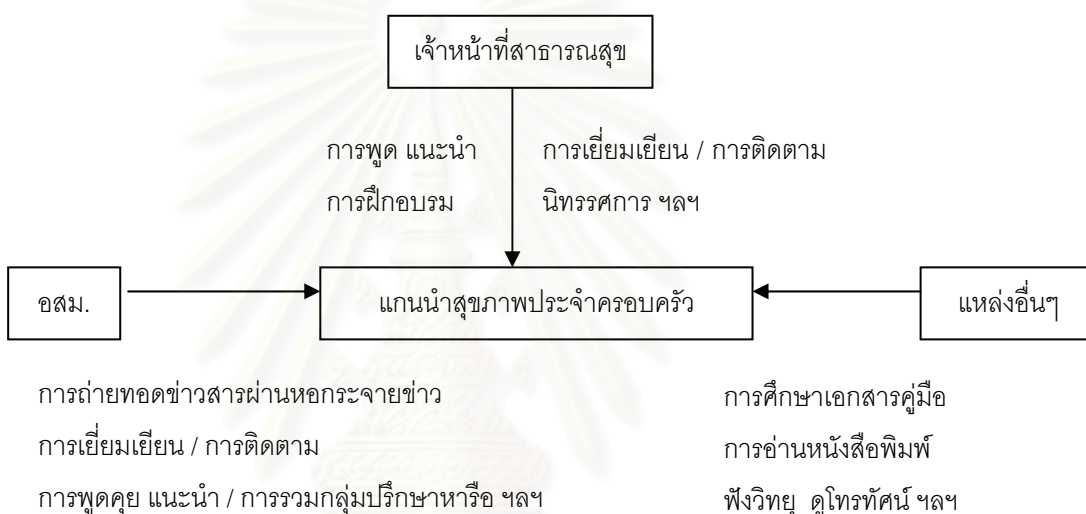 เจ้าหน้าที่สาธารณสุข
การพูด แนะนำ
การฝึกอบรม
การเยี่ยมเยียน / การติดตาม
นิทรรศการ ฯลฯ
อสม.
แกนนำสุขภาพประจำครอบครัว
แหล่งอื่นๆ
การถ่ายทอดข่าวสารผ่านหอกระจายข่าว
การเยี่ยมเยียน / การติดตาม
การพูดคุย แนะนำ / การรวมกลุ่มปรึกษาหารือ ฯลฯ
การศึกษาเอกสารคู่มือ
การอ่านหนังสือพิมพ์
ฟังวิทยุ ดูโทรทัศน์ ฯลฯ